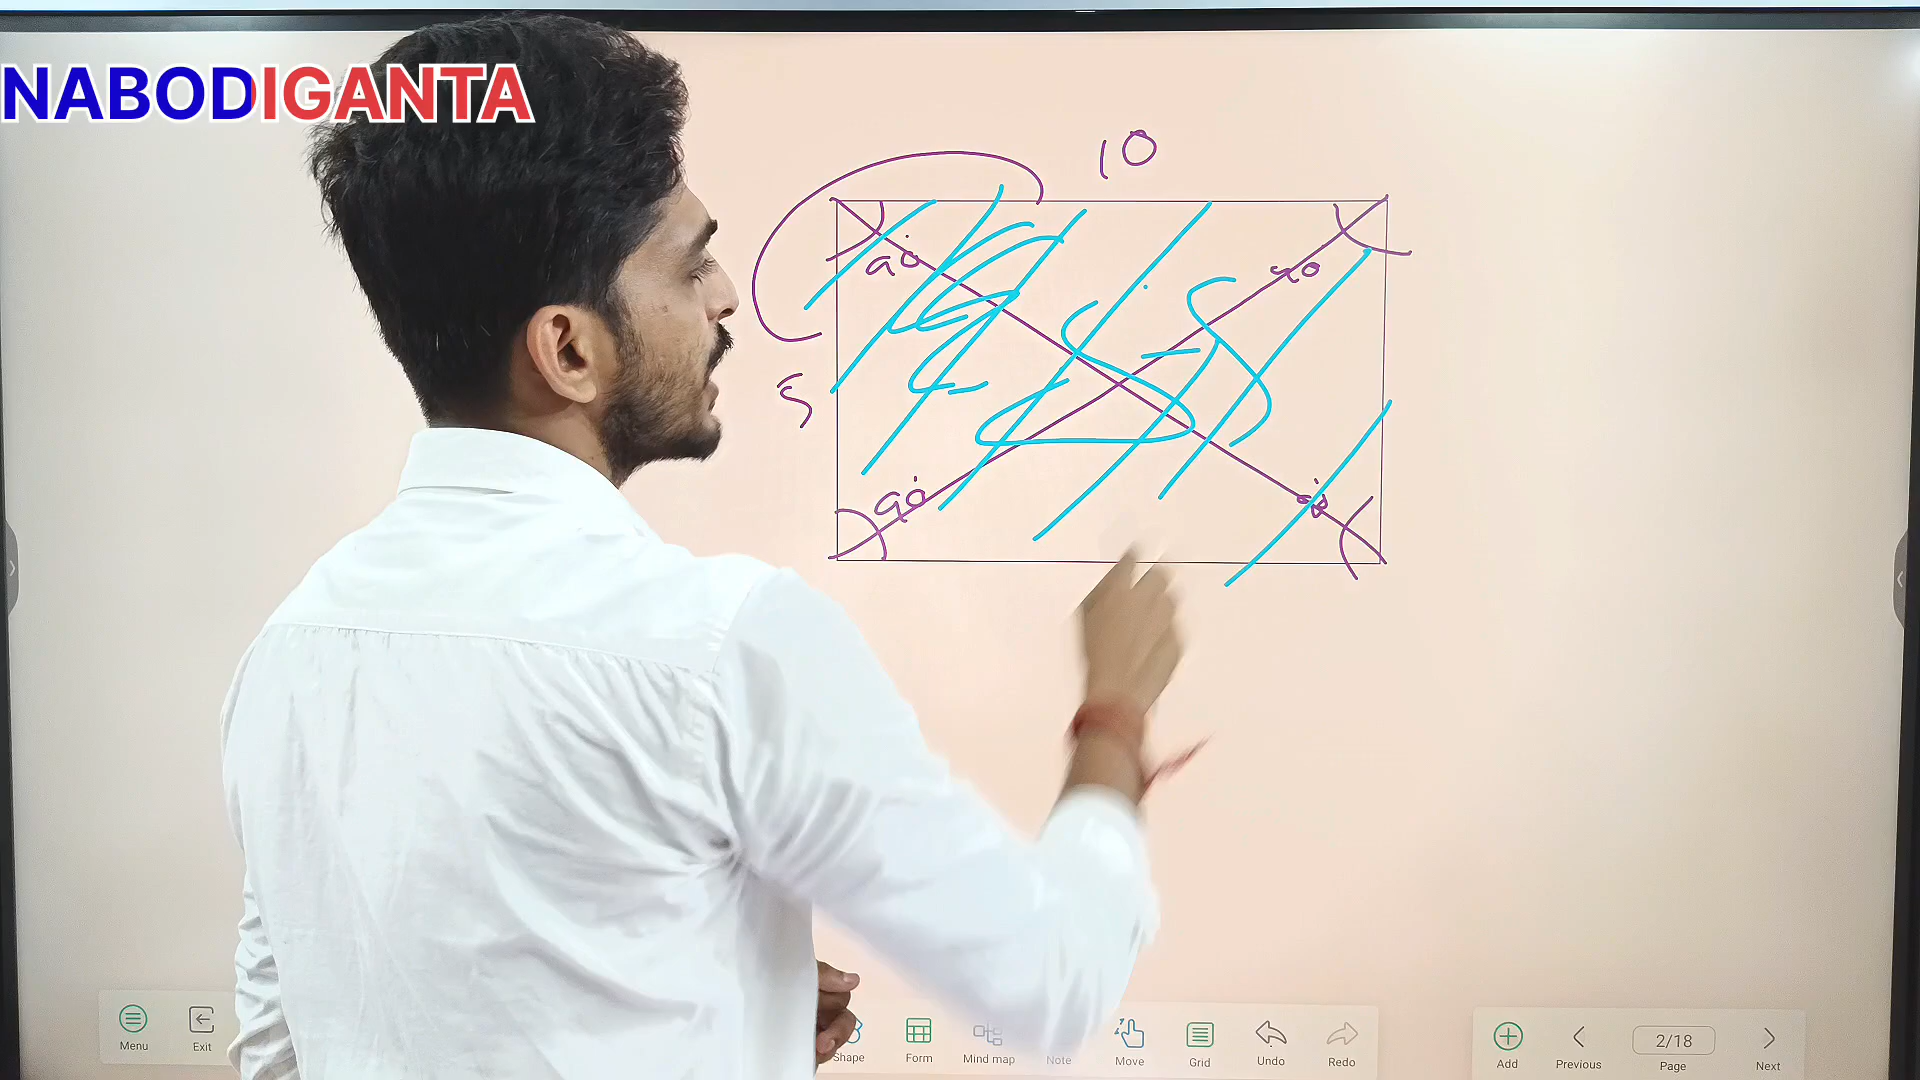 NABODIGANTA
10
90°
90
5
90°
90°
Menu
Exit
Shape
Form
Mind map
Note
Move
Grid
Undo
Redo
Add
Previous
2/18
Page
Next